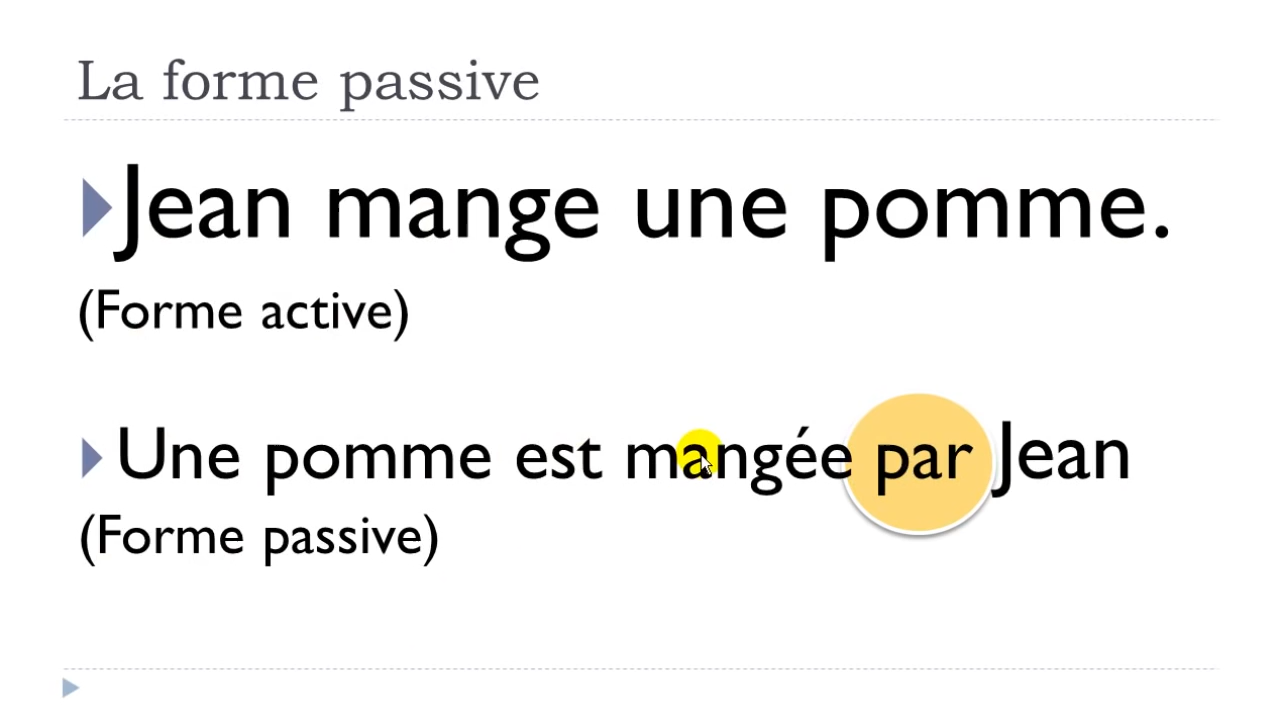 La forme passive
Jean mange une pomme.
(Forme active)
Une pomme est mangée par Jean
(Forme passive)